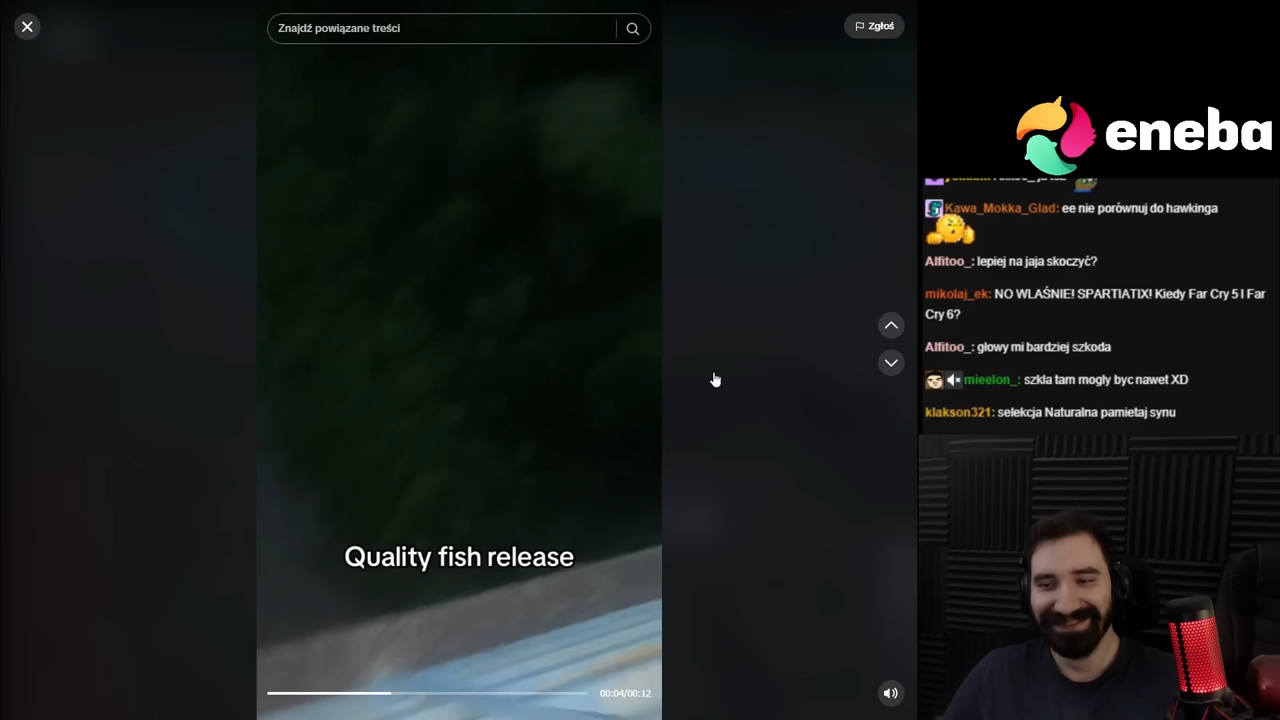 Znajdź powiązane treści
Zgłoś
eneba
Kawa_Mokka_Glad: ee nie porównuj do hawkinga
Alfitoo_: lepiej na jaja skoczyć?
mikolaj_ek: NO WLAŚNIE! SPARTIATIX! Kiedy Far Cry 5 I Far
Cry 6?
Alfitoo_: głowy mi bardziej szkoda
mieelon_: szkla tam mogly byc nawet XD
klakson321: selekcja Naturalna pamietaj synu
Quality fish release
00:04/00:12